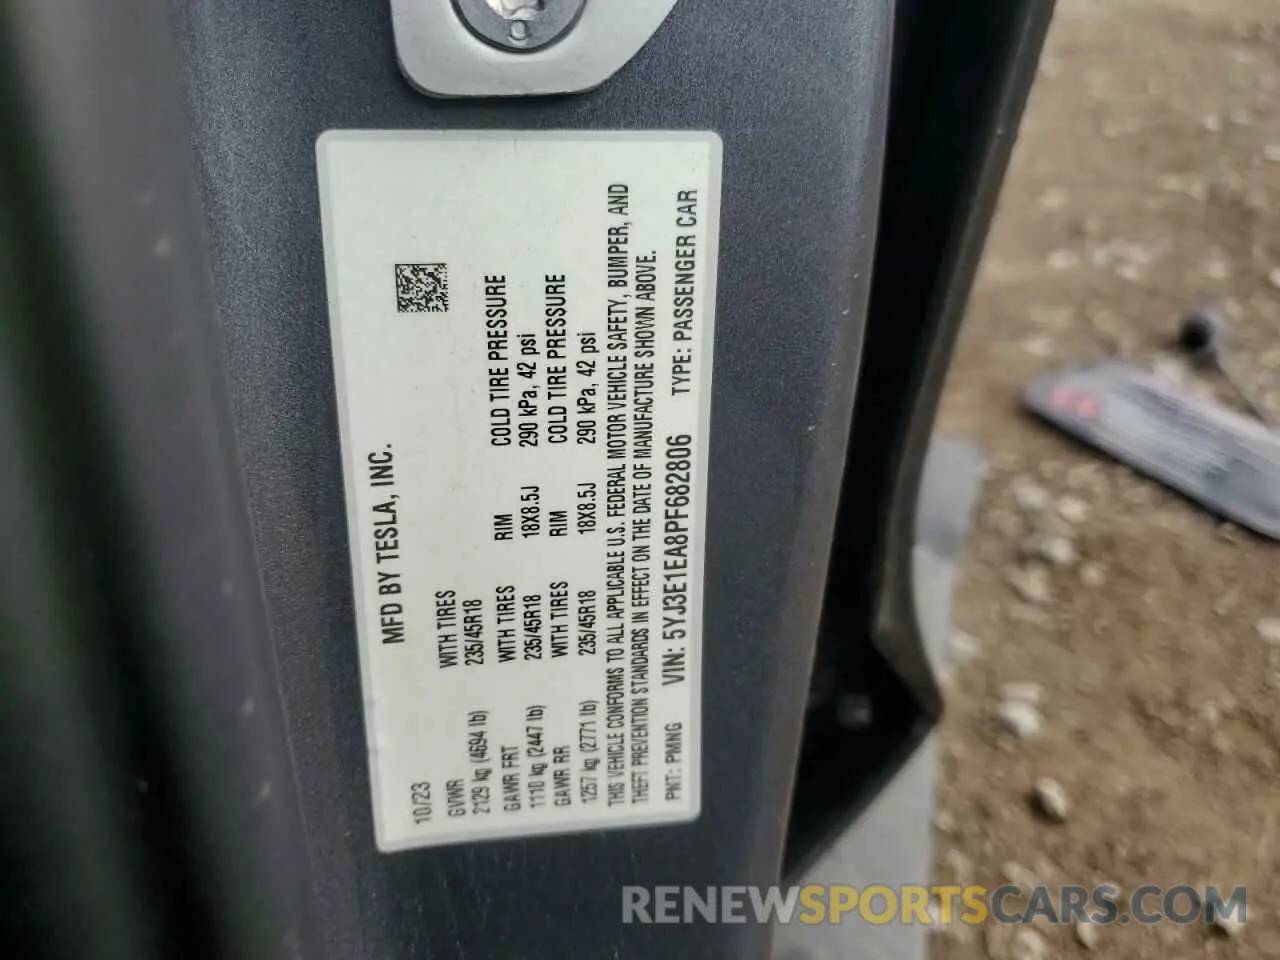 MFD BY TESLA, INC.
10/23
GVWR WITH TIRES
2129 kg (4694 lb) 235/45R18
GAWR FRT WITH TIRES RIM COLD TIRE PRESSURE
1110 kg (2447 lb) 235/45R18 18X8.5J 290 kPa, 42 psi
GAWR RR WITH TIRES RIM COLD TIRE PRESSURE
1257 kg (2771 lb) 235/45R18 18X8.5J 290 kPa, 42 psi
THIS VEHICLE CONFORMS TO ALL APPLICABLE U.S. FEDERAL MOTOR VEHICLE SAFETY, BUMPER, AND
THEFT PREVENTION STANDARDS IN EFFECT ON THE DATE OF MANUFACTURE SHOWN ABOVE.
PNT: PMNG VIN: 5YJ3E1EA8PF682806 TYPE: PASSENGER CAR
RENEWSPORTSCARS.COM